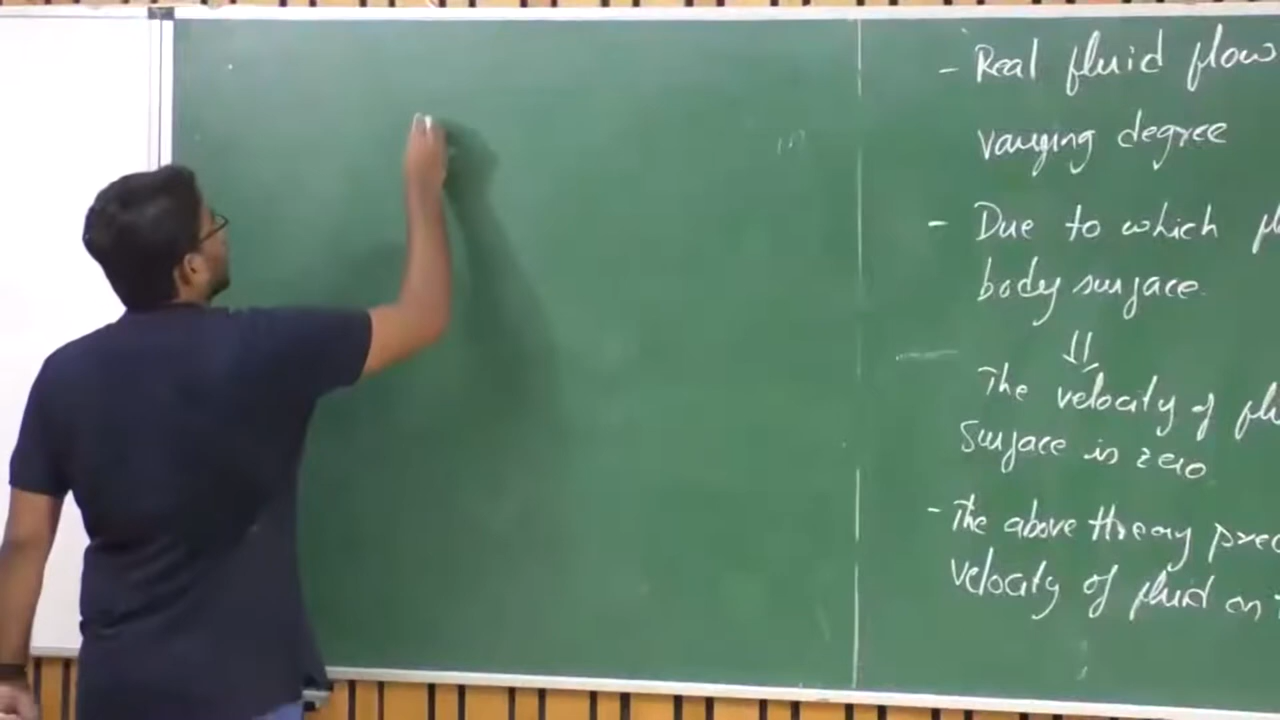 - Real fluid flow
varying degree
- Due to which
body surface.
⇓
The velocity of
surface is zero
- The above theory
velocity of fluid on